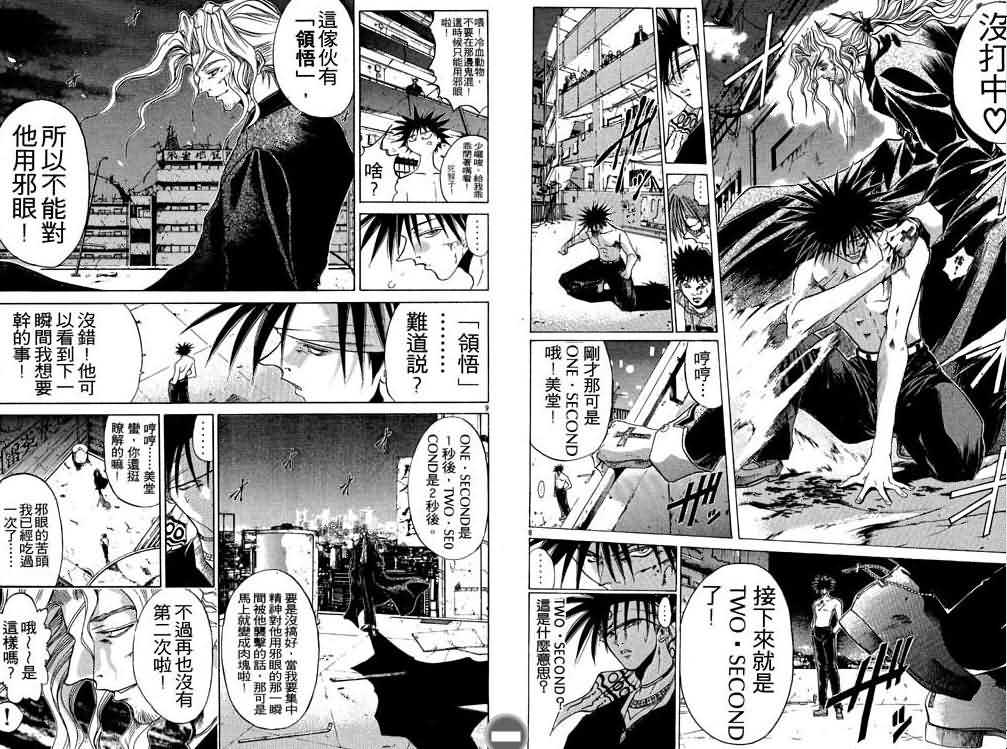 沒打中♡
啥…
……
……
哼哼…
剛才那可是
ONE・SECOND
哦！美堂！
接下來就是
TWO・SECOND
了！
……
TWO・SECOND？
這是什麼意思？
喂！冷血動物，
不要在那邊鬼混！
這時候只能用邪眼
啦！
少囉唆，給我乖
乖閉著嘴看！
死猴子！
啥？
……
這傢伙有
「領悟」，
所以不能對
他用邪眼！
「領悟」
………
難道說？
沒錯！他可
以看到下一
瞬間我想要
幹的事！
9
8
ONE・SECOND是
1秒後，TWO・SEO
COND是2秒後。
要是沒搞好，當我要集中
精神對他用邪眼的那一瞬
間被他襲擊的話，那可是
馬上就變成肉塊啦！
……
哼哼……美堂
蠻，你還挺
瞭解的嘛！
邪眼的苦頭
我已經吃過
一次了……
不過再也沒有
第二次啦！
哦～～是
這樣嗎？
！